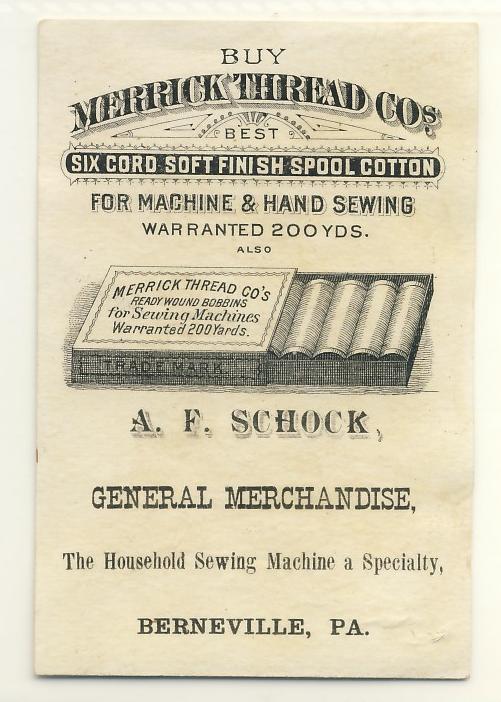 BUY
MERRICK THREAD COS
BEST
SIX CORD SOFT FINISH SPOOL COTTON
FOR MACHINE & HAND SEWING
WARRANTED 200YDS.
ALSO
MERRICK THREAD CO'S
READY WOUND BOBBINS
for Sewing Machines
Warranted 200 Yards.
TRADE MARK
A. F. SCHOCK,
GENERAL MERCHANDISE,
The Household Sewing Machine a Specialty,
BERNEVILLE, PA.